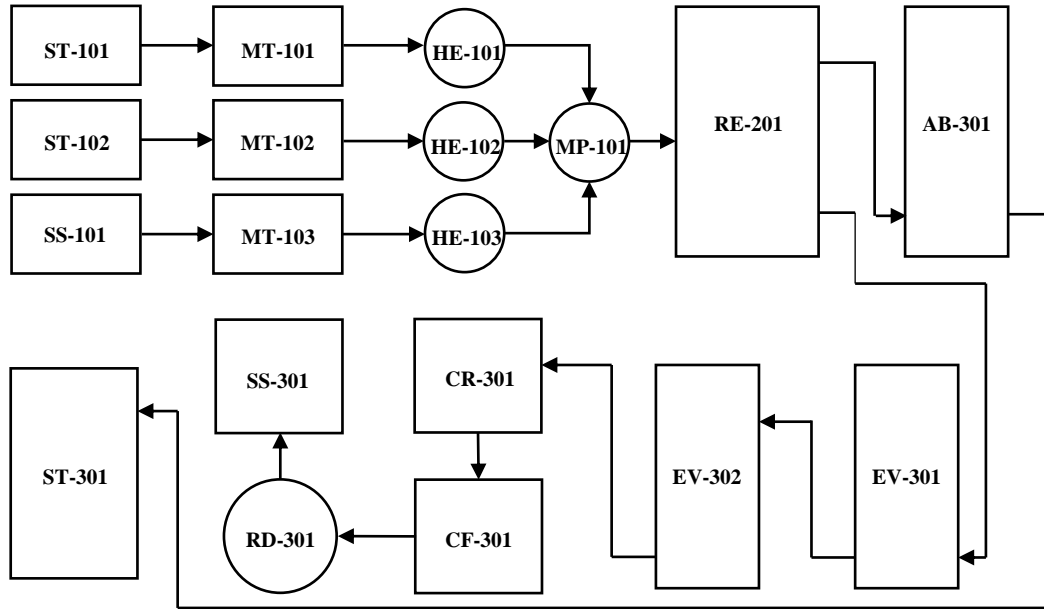 ST-101
MT-101
HE-101
ST-102
MT-102
HE-102
MP-101
RE-201
AB-301
SS-101
MT-103
HE-103
SS-301
CR-301
ST-301
EV-302
EV-301
RD-301
CF-301